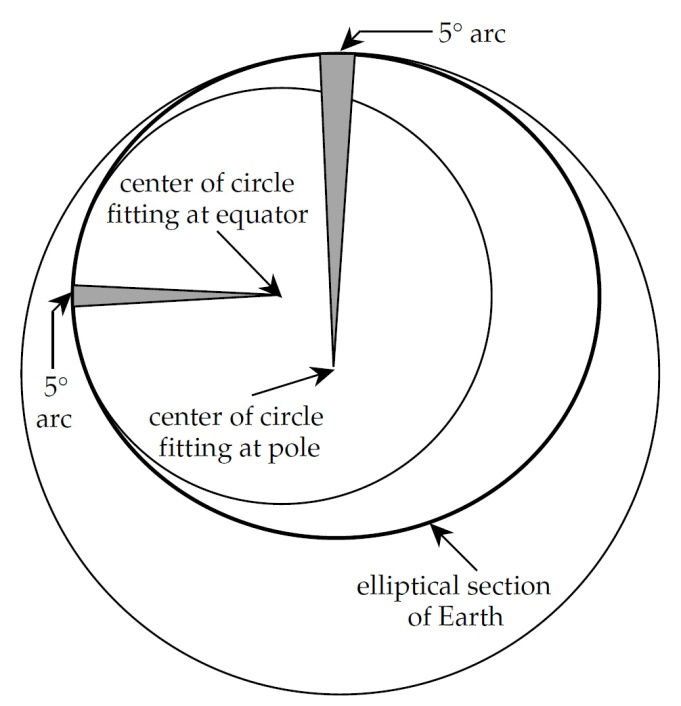 5° arc
center of circle
fitting at equator
5°
arc
center of circle
fitting at pole
elliptical section
of Earth